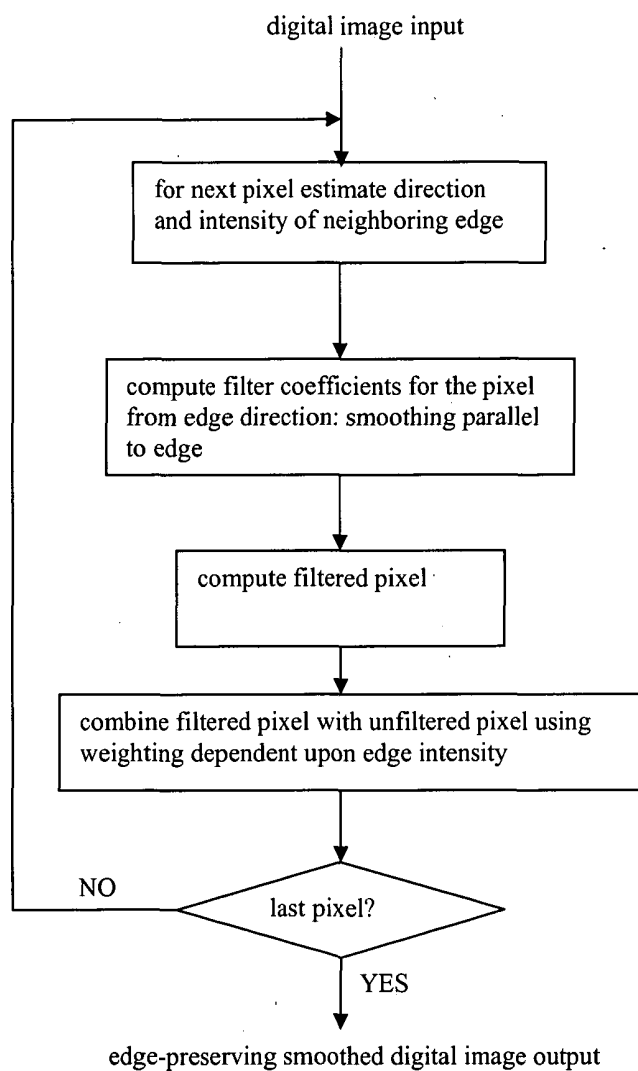 digital image input
for next pixel estimate direction
and intensity of neighboring edge
compute filter coefficients for the pixel
from edge direction: smoothing parallel
to edge
compute filtered pixel
combine filtered pixel with unfiltered pixel using
weighting dependent upon edge intensity
last pixel?
NO
YES
edge-preserving smoothed digital image output